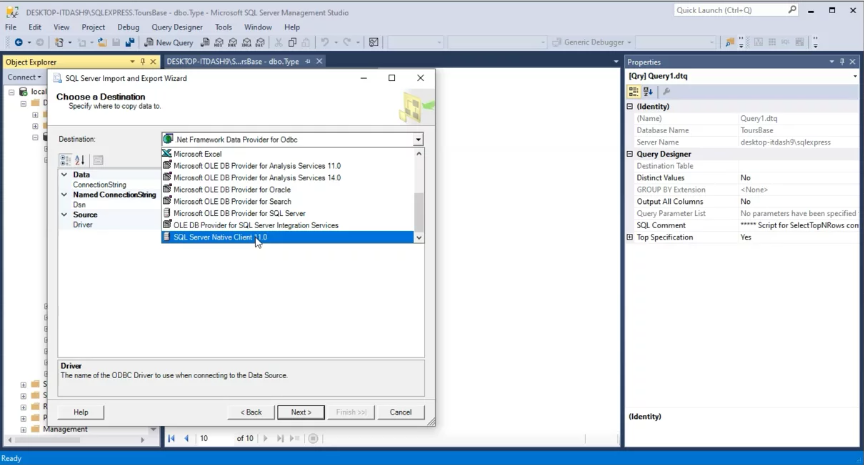 DESKTOP-ITDASH9\SQLEXPRESS.ToursBase - dbo.Type - Microsoft SQL Server Management Studio
Quick Launch (Ctrl+Q)
File Edit View Project Debug Query Designer Tools Window Help
New Query
Generic Debugger
Object Explorer
DESKTOP-ITDASH9\S...rsBase - dbo.Type
Properties
Connect
SQL Server Import and Export Wizard
[Qry] Query1.dtq
Choose a Destination
Specify where to copy data to.
Destination:
.Net Framework Data Provider for Odbc
Microsoft Excel
Microsoft OLE DB Provider for Analysis Services 11.0
Microsoft OLE DB Provider for Analysis Services 14.0
Microsoft OLE DB Provider for Oracle
Microsoft OLE DB Provider for Search
Microsoft OLE DB Provider for SQL Server
OLE DB Provider for SQL Server Integration Services
SQL Server Native Client 11.0
Data
ConnectionString
Named ConnectionString
Dsn
Source
Driver
Driver
The name of the ODBC Driver to use when connecting to the Data Source.
Help
< Back
Next >
Finish >>|
Cancel
Management
10 of 10
(Identity)
(Name) Query1.dtq
Database Name ToursBase
Server Name desktop-itdash9\sqlexpress
Query Designer
Destination Table
Distinct Values No
GROUP BY Extension <None>
Output All Columns No
Query Parameter List No parameters have been specified
SQL Comment ***** Script for SelectTopNRows con
Top Specification Yes
(Identity)
Ready